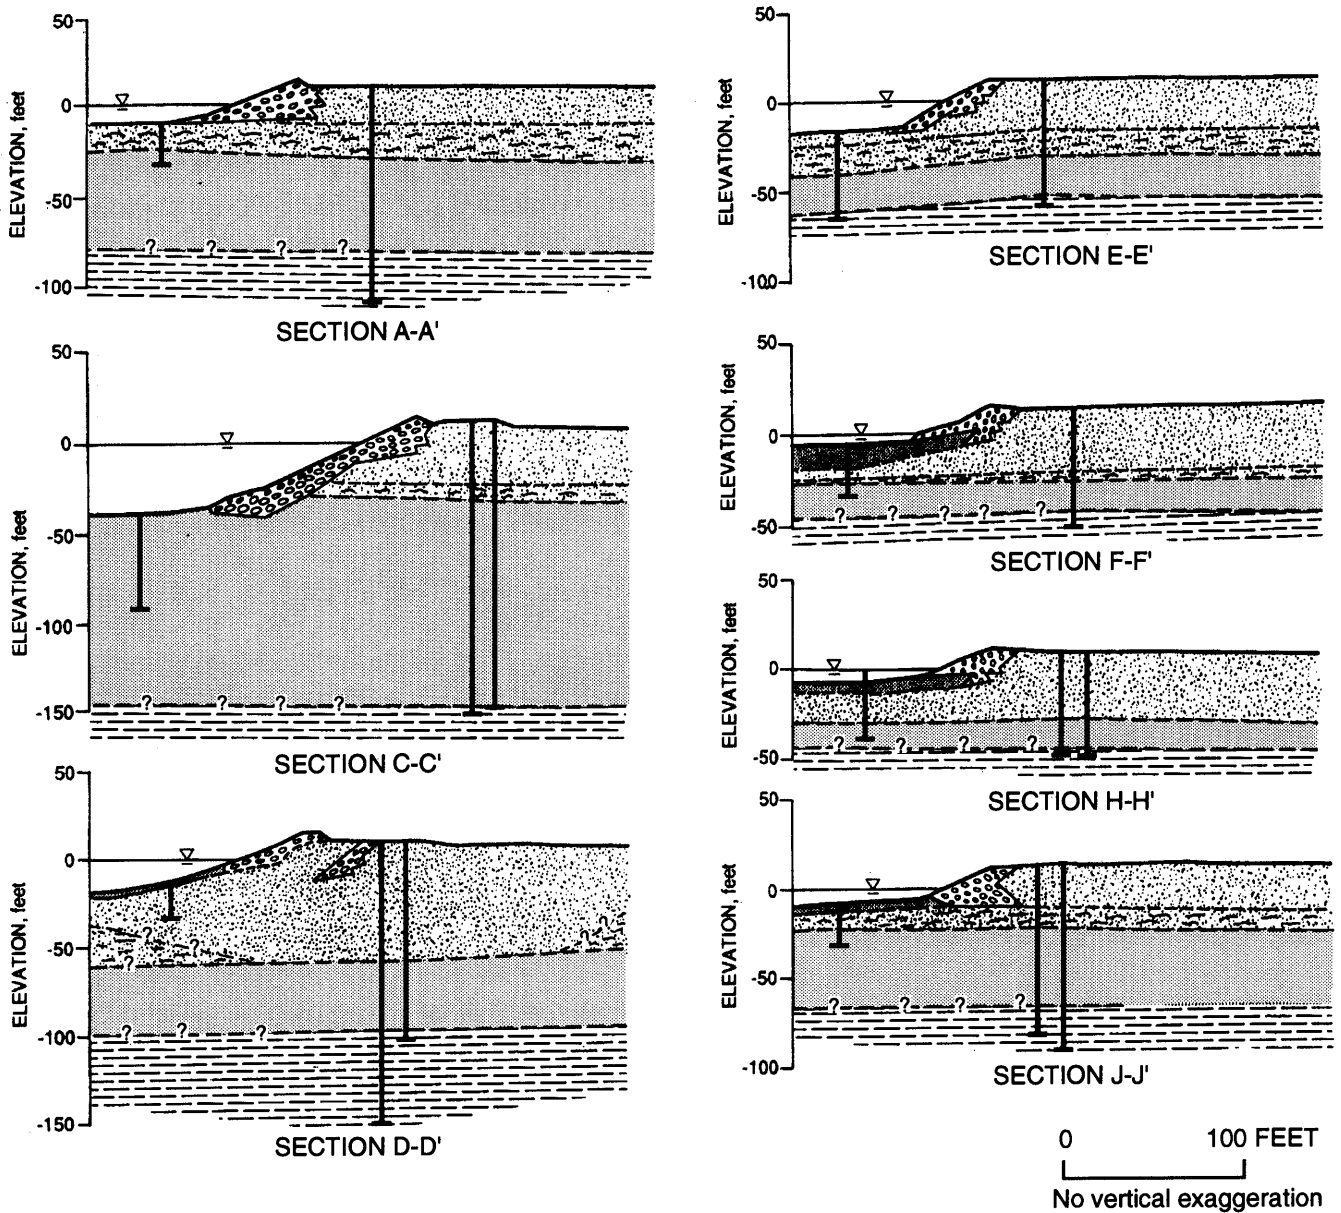 50
0
-50
-100
ELEVATION, feet
? ? ? ?
SECTION A-A'
50
0
-50
-100
-150
ELEVATION, feet
? ? ? ?
SECTION C-C'
50
0
-50
-100
-150
ELEVATION, feet
? ? ?
? ? ?
SECTION D-D'
50
0
-50
-100
ELEVATION, feet
SECTION E-E'
50
0
-50
ELEVATION, feet
? ? ? ? ?
SECTION F-F'
50
0
-50
ELEVATION, feet
? ? ? ?
SECTION H-H'
50
0
-50
-100
ELEVATION, feet
? ? ? ?
SECTION J-J'
0 100 FEET
No vertical exaggeration